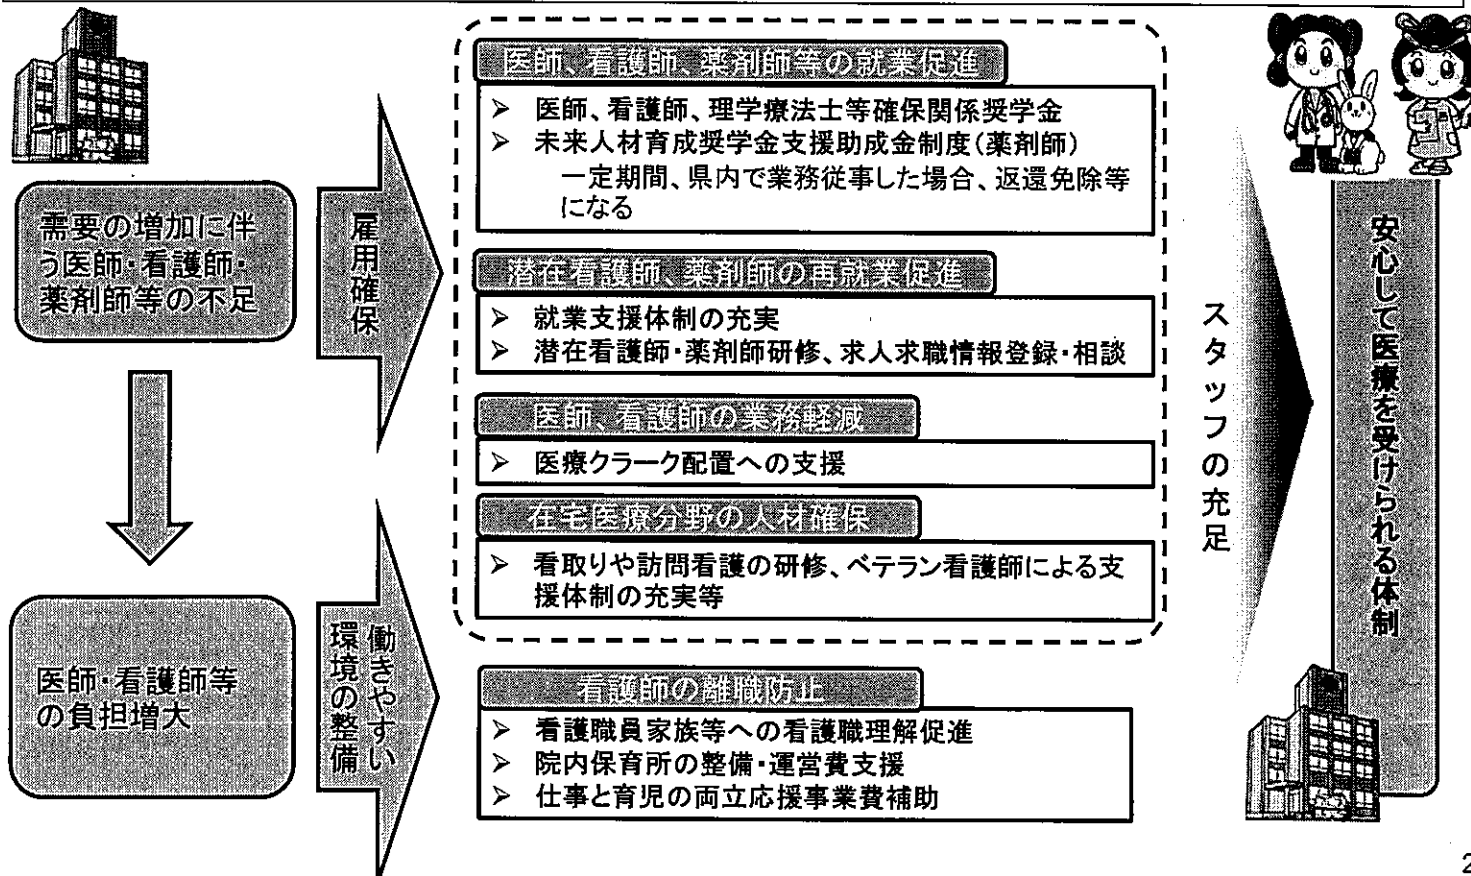 需要の増加に伴
う医師・看護師・
薬剤師等の不足
医師・看護師等
の負担増大
雇用確保
働きやすい
環境の整備
医師、看護師、薬剤師等の就業促進
➢ 医師、看護師、理学療法士等確保関係奨学金
➢ 未来人材育成奨学金支援助成金制度(薬剤師)
一定期間、県内で業務従事した場合、返還免除等
になる
潜在看護師、薬剤師の再就業促進
➢ 就業支援体制の充実
➢ 潜在看護師・薬剤師研修、求人求職情報登録・相談
医師、看護師の業務軽減
➢ 医療クラーク配置への支援
在宅医療分野の人材確保
➢ 看取りや訪問看護の研修、ベテラン看護師による支
援体制の充実等
看護師の離職防止
➢ 看護職員家族等への看護職理解促進
➢ 院内保育所の整備・運営費支援
➢ 仕事と育児の両立応援事業費補助
スタッフの充足
安心して医療を受けられる体制
2